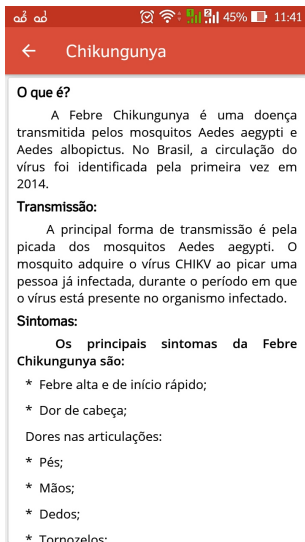 45% 11:41
Chikungunya
O que é?
A Febre Chikungunya é uma doença
transmitida pelos mosquitos Aedes aegypti e
Aedes albopictus. No Brasil, a circulação do
vírus foi identificada pela primeira vez em
2014.
Transmissão:
A principal forma de transmissão é pela
picada dos mosquitos Aedes aegypti. O
mosquito adquire o vírus CHIKV ao picar uma
pessoa já infectada, durante o período em que
o vírus está presente no organismo infectado.
Sintomas:
Os principais sintomas da Febre
Chikungunya são:
* Febre alta e de início rápido;
* Dor de cabeça;
Dores nas articulações:
* Pés;
* Mãos;
* Dedos;
* Tornozelos;